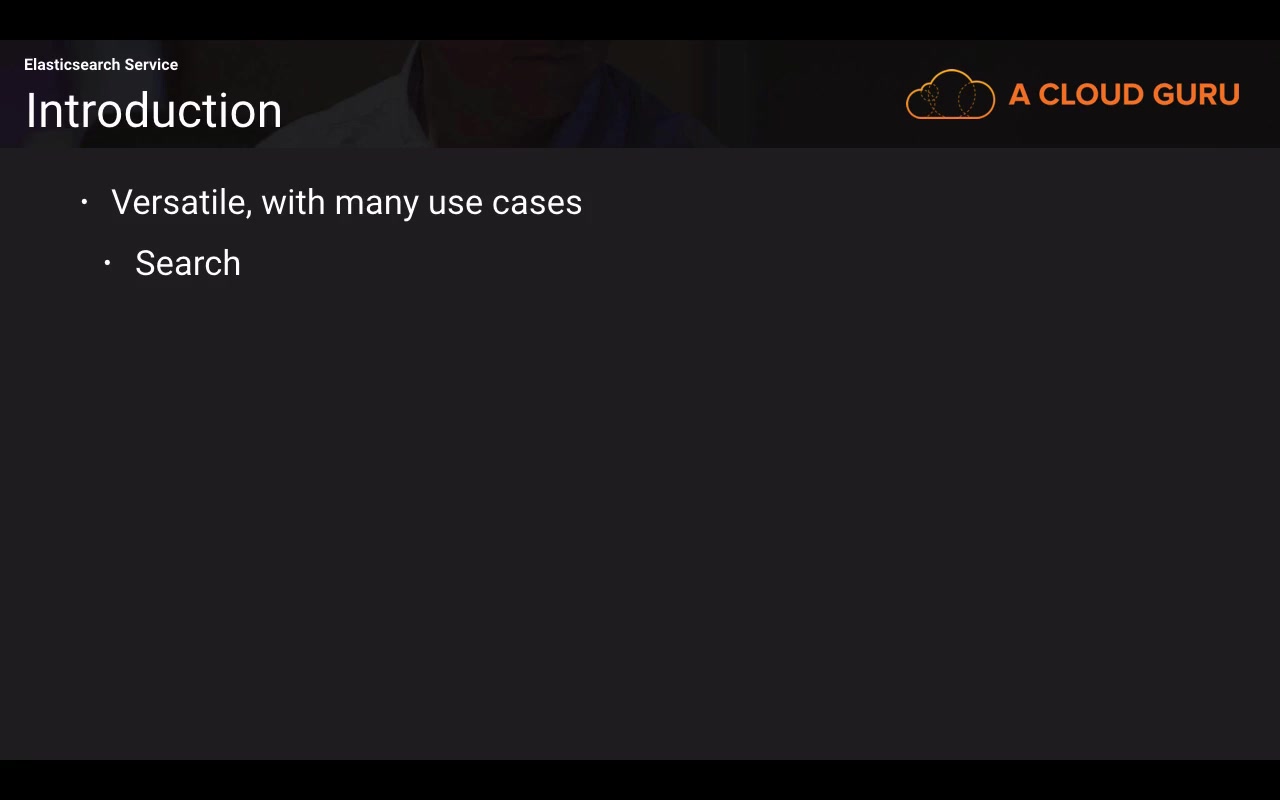 Elasticsearch Service
Introduction
A CLOUD GURU
• Versatile, with many use cases
• Search